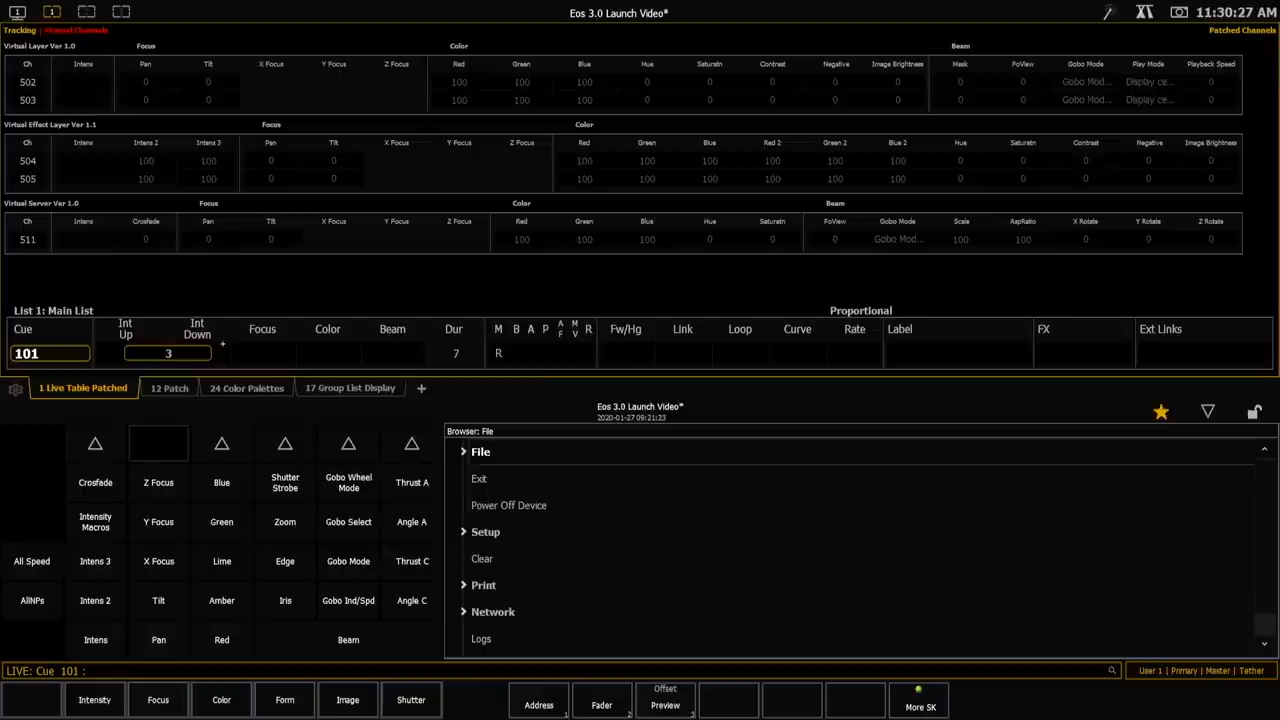 1 1 Eos 3.0 Launch Video* 11:30:27 AM
Tracking | Manual Channels Patched Channels
Virtual Layer Ver 1.0 Focus Color Beam
Ch Intens Pan Tilt X Focus Y Focus Z Focus Red Green Blue Hue Saturatn Contrast Negative Image Brightness Mask FoView Gobo Mode Play Mode Playback Speed
502 0 0 100 100 100 0 0 0 0 0 0 0 Gobo Mod... Display ce... 0
503 0 0 100 100 100 0 0 0 0 0 0 0 Gobo Mod... Display ce... 0
Virtual Effect Layer Ver 1.1 Focus Color
Ch Intens Intens 2 Intens 3 Pan Tilt X Focus Y Focus Z Focus Red Green Blue Red 2 Green 2 Blue 2 Hue Saturatn Contrast Negative Image Brightness
504 100 100 0 0 100 100 100 100 100 100 0 0 0 0 0
505 100 100 0 0 100 100 100 100 100 100 0 0 0 0 0
Virtual Server Ver 1.0 Focus Color Beam
Ch Intens Crosfade Pan Tilt X Focus Y Focus Z Focus Red Green Blue Hue Saturatn FoView Gobo Mode Scale AspRatio X Rotate Y Rotate Z Rotate
511 0 0 0 100 100 100 0 0 0 Gobo Mod... 100 100 0 0 0
List 1: Main List Proportional
Cue Int Up Int Down Focus Color Beam Dur M B A P AF MV R Fw/Hg Link Loop Curve Rate Label FX Ext Links
101 3 + 7 R
1 Live Table Patched 12 Patch 24 Color Palettes 17 Group List Display +
Eos 3.0 Launch Video*
2020-01-27 09:21:23
Browser: File
File
Exit
Power Off Device
Setup
Clear
Print
Network
Logs
Crosfade Z Focus Blue Shutter Strobe Gobo Wheel Mode Thrust A
Intensity Macros Y Focus Green Zoom Gobo Select Angle A
All Speed Intens 3 X Focus Lime Edge Gobo Mode Thrust C
AllNPs Intens 2 Tilt Amber Iris Gobo Ind/Spd Angle C
Intens Pan Red Beam
LIVE: Cue 101 : User 1 | Primary | Master | Tether
Intensity Focus Color Form Image Shutter Address 1 Fader 2 Offset Preview 3 More SK